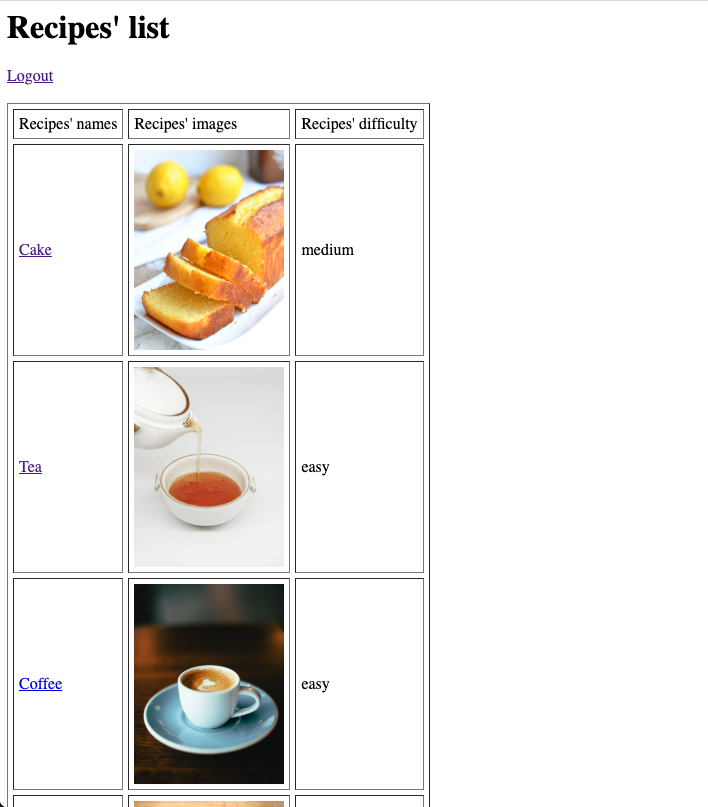 Recipes' list
Logout
Recipes' names Recipes' images Recipes' difficulty
Cake medium
Tea easy
Coffee easy